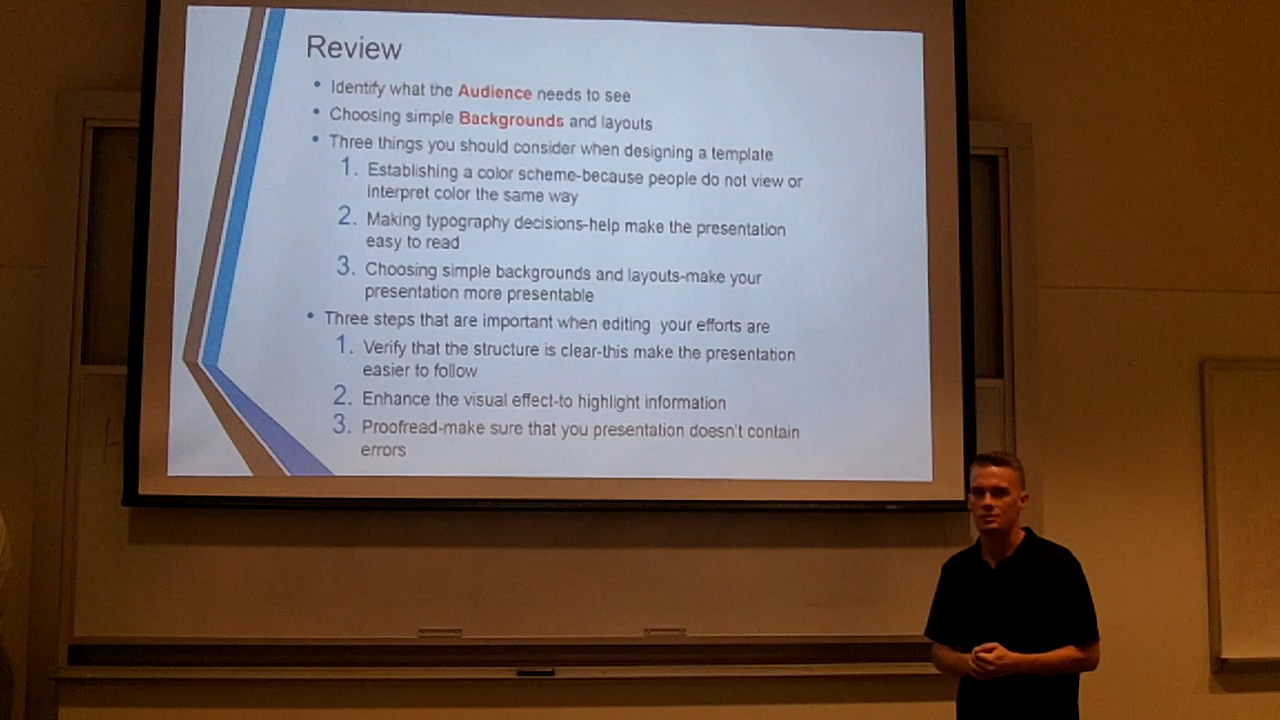 Review
• Identify what the Audience needs to see
• Choosing simple Backgrounds and layouts
• Three things you should consider when designing a template
1. Establishing a color scheme-because people do not view or
interpret color the same way
2. Making typography decisions-help make the presentation
easy to read
3. Choosing simple backgrounds and layouts-make your
presentation more presentable
• Three steps that are important when editing your efforts are
1. Verify that the structure is clear-this make the presentation
easier to follow
2. Enhance the visual effect-to highlight information
3. Proofread-make sure that you presentation doesn't contain
errors